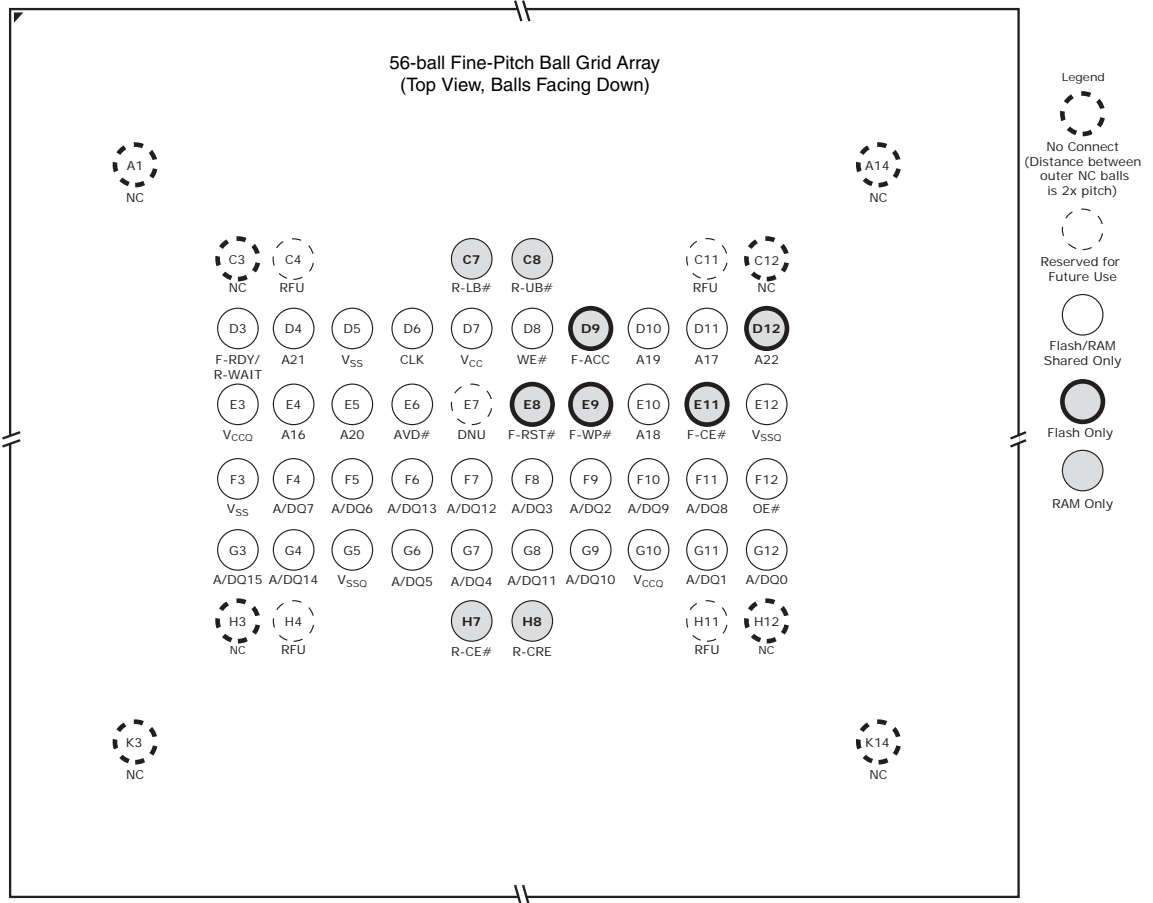 56-ball Fine-Pitch Ball Grid Array
(Top View, Balls Facing Down)
Legend
No Connect
(Distance between
outer NC balls
is 2x pitch)
Reserved for
Future Use
Flash/RAM
Shared Only
Flash Only
RAM Only
A1 A14
NC NC
C3 C4 C7 C8 C11 C12
NC RFU R-LB# R-UB# RFU NC
D3 D4 D5 D6 D7 D8 D9 D10 D11 D12
F-RDY/ A21 VSS CLK VCC WE# F-ACC A19 A17 A22
R-WAIT
E3 E4 E5 E6 E7 E8 E9 E10 E11 E12
VCCQ A16 A20 AVD# DNU F-RST# F-WP# A18 F-CE# VSSQ
F3 F4 F5 F6 F7 F8 F9 F10 F11 F12
VSS A/DQ7 A/DQ6 A/DQ13 A/DQ12 A/DQ3 A/DQ2 A/DQ9 A/DQ8 OE#
G3 G4 G5 G6 G7 G8 G9 G10 G11 G12
A/DQ15 A/DQ14 VSSQ A/DQ5 A/DQ4 A/DQ11 A/DQ10 VCCQ A/DQ1 A/DQ0
H3 H4 H7 H8 H11 H12
NC RFU R-CE# R-CRE RFU NC
K3 K14
NC NC